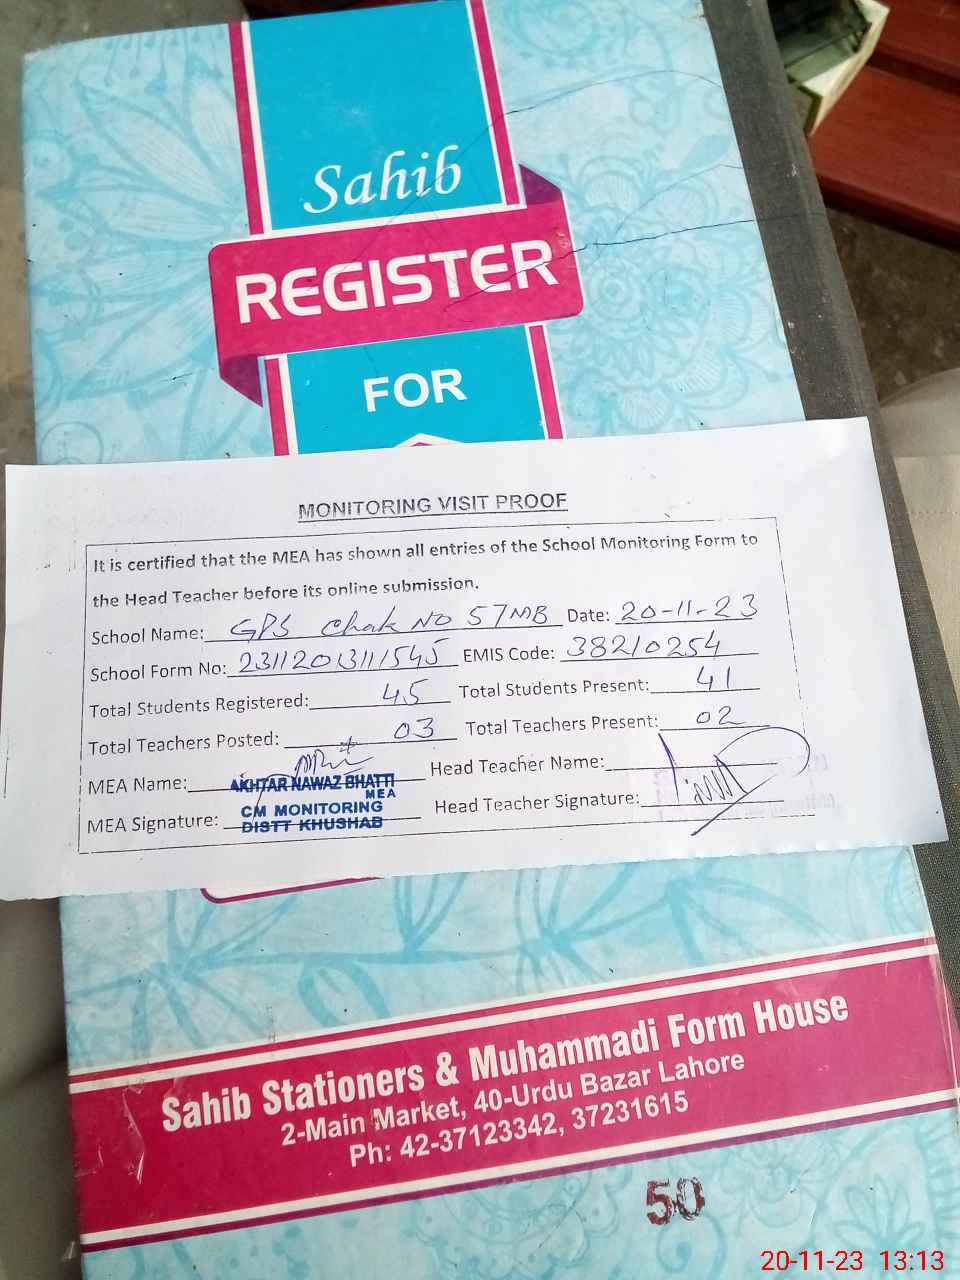 Sahib
REGISTER
FOR
MONITORING VISIT PROOF
It is certified that the MEA has shown all entries of the School Monitoring Form to
the Head Teacher before its online submission.
School Name: GPS Chak NO 57MB Date: 20-11-23
School Form No: 23112013111545 EMIS Code: 38210254
Total Students Registered: 45 Total Students Present: 41
Total Teachers Posted: 03 Total Teachers Present: 02
MEA Name: AKHTAR NAWAZ BHATTI Head Teacher Name:
MEA
MEA Signature: CM MONITORING Head Teacher Signature:
DISTT KHUSHAB
Sahib Stationers & Muhammadi Form House
2-Main Market, 40-Urdu Bazar Lahore
Ph: 42-37123342, 37231615
50
20-11-23 13:13